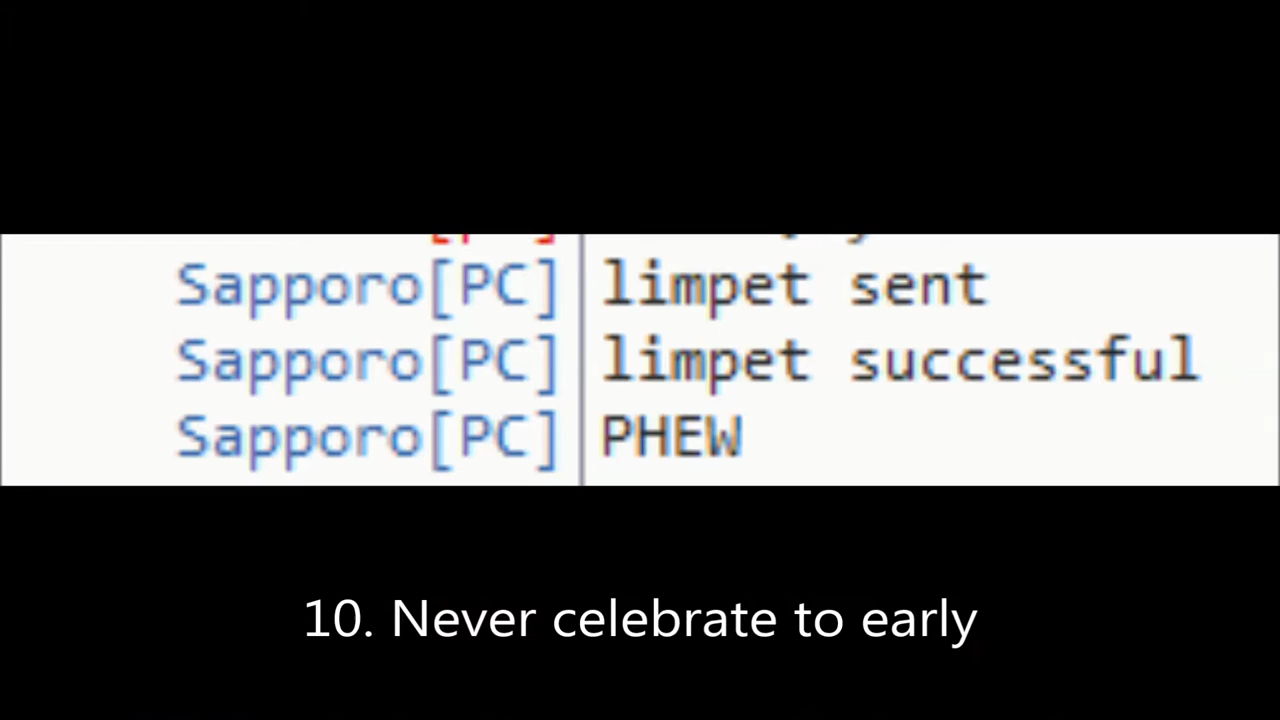 Sapporo[PC] limpet sent
Sapporo[PC] limpet successful
Sapporo[PC] PHEW
10. Never celebrate to early